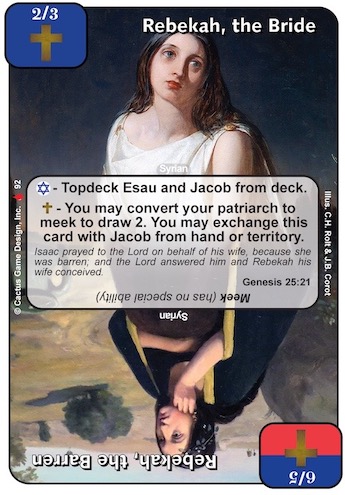 2/3
Rebekah, the Bride
Syrian
✡ - Topdeck Esau and Jacob from deck.
✝ - You may convert your patriarch to
meek to draw 2. You may exchange this
card with Jacob from hand or territory.
Isaac prayed to the Lord on behalf of his wife, because she
was barren; and the Lord answered him and Rebekah his
wife conceived.
Genesis 25:21
© Cactus Game Design, Inc. 92
Illus. C.H. Rolt & J.B. Corot
Meek (has no special ability)
Syrian
Rebekah, the Barren
6/5